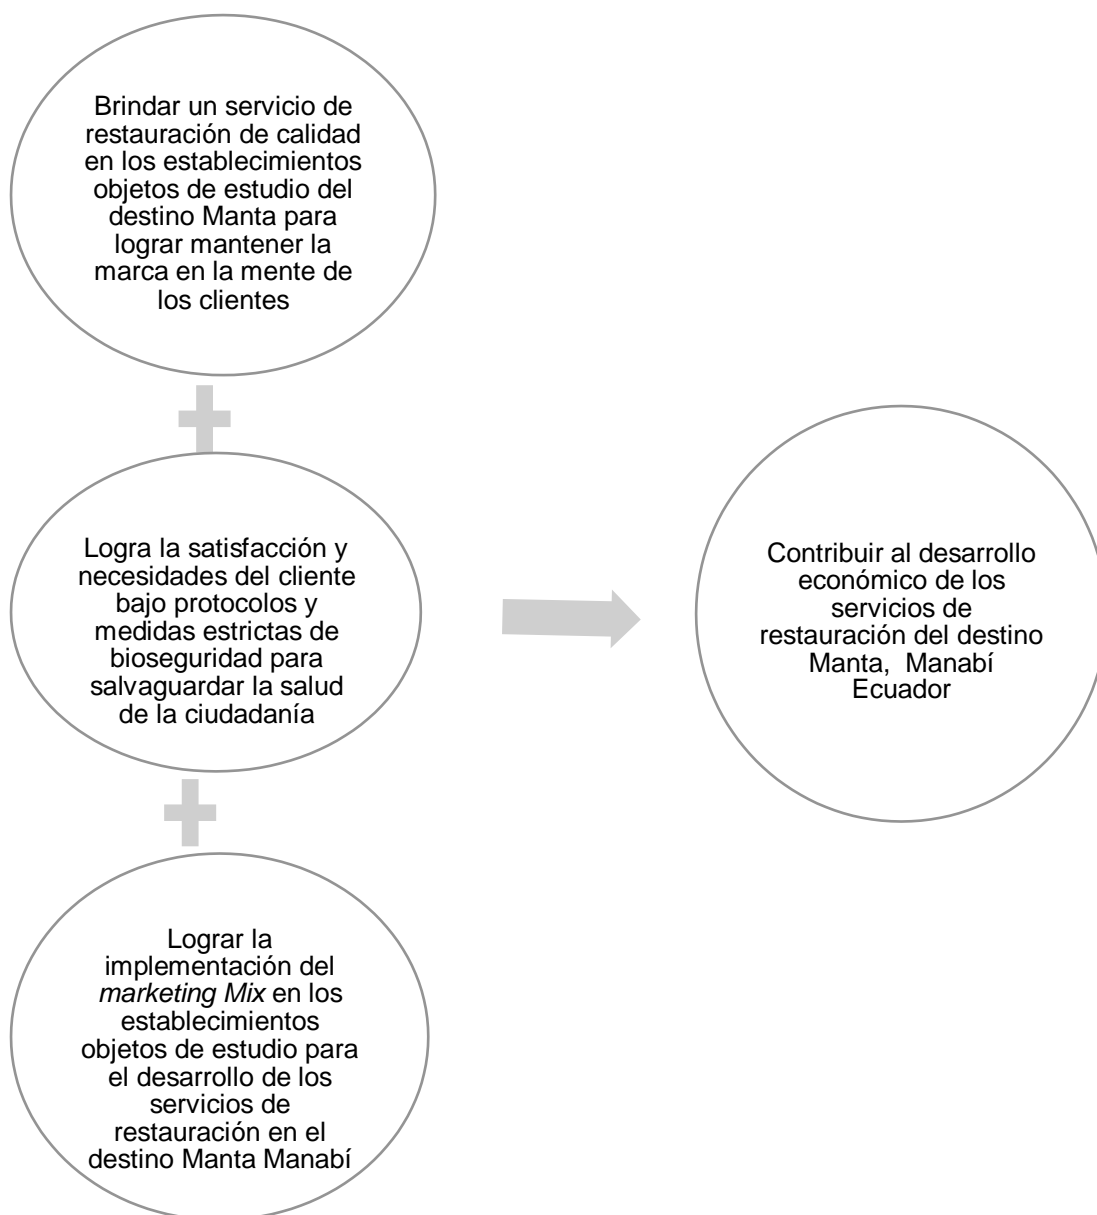 Brindar un servicio de
restauración de calidad
en los establecimientos
objetos de estudio del
destino Manta para
lograr mantener la
marca en la mente de
los clientes
Logra la satisfacción y
necesidades del cliente
bajo protocolos y
medidas estrictas de
bioseguridad para
salvaguardar la salud
de la ciudadanía
Lograr la
implementación del
marketing Mix en los
establecimientos
objetos de estudio para
el desarrollo de los
servicios de
restauración en el
destino Manta Manabí
Contribuir al desarrollo
económico de los
servicios de
restauración del destino
Manta, Manabí
Ecuador